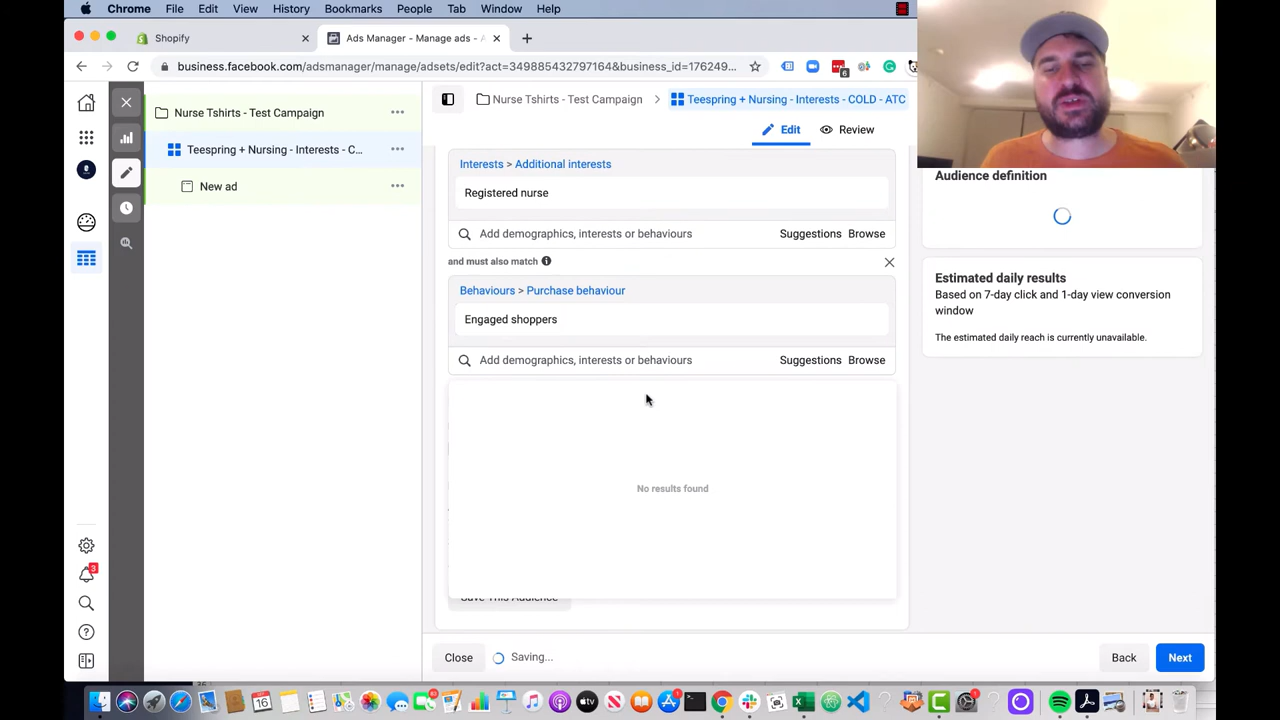 Chrome File Edit View History Bookmarks People Tab Window Help
Shopify
Ads Manager - Manage ads - A
business.facebook.com/adsmanager/manage/adsets/edit?act=349885432797164&business_id=176249...
6
Nurse Tshirts - Test Campaign
Teespring + Nursing - Interests - C...
New ad
Nurse Tshirts - Test Campaign > Teespring + Nursing - Interests - COLD - ATC
Edit Review
Interests > Additional interests
Registered nurse
Add demographics, interests or behaviours Suggestions Browse
and must also match
Behaviours > Purchase behaviour
Engaged shoppers
Add demographics, interests or behaviours Suggestions Browse
No results found
Save This Audience
Audience definition
Estimated daily results
Based on 7-day click and 1-day view conversion
window
The estimated daily reach is currently unavailable.
3
Close Saving... Back Next
16